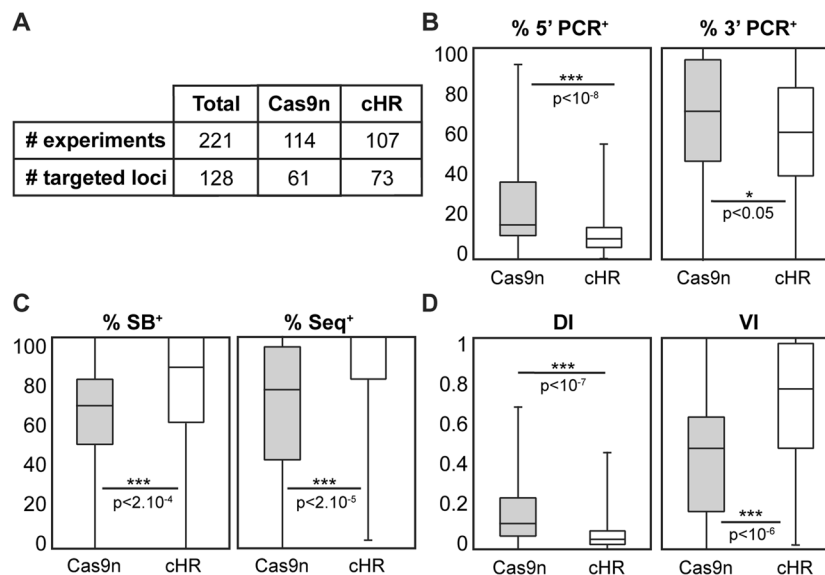 A
Total Cas9n cHR
# experiments 221 114 107
# targeted loci 128 61 73
B
% 5’ PCR+ % 3’ PCR+
100
80
60
40
20
0
***
p<10-8
*
p<0.05
Cas9n cHR Cas9n cHR
C
% SB+ % Seq+
100
80
60
40
20
0
***
p<2.10-4
***
p<2.10-5
Cas9n cHR Cas9n cHR
D
DI VI
1
0.8
0.6
0.4
0.2
0
***
p<10-7
***
p<10-6
Cas9n cHR Cas9n cHR